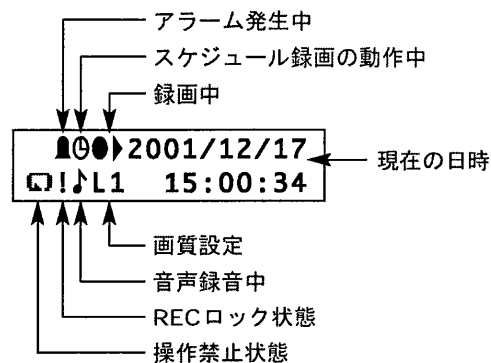 アラーム発生中
スケジュール録画の動作中
録画中
2001/12/17
現在の日時
!♪L1 15:00:34
画質設定
音声録音中
RECロック状態
操作禁止状態